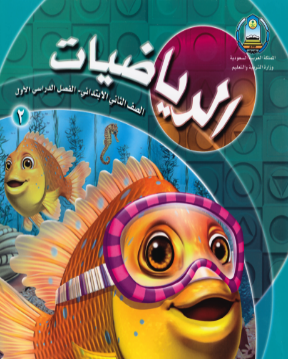 المملكة العربية السعودية
وزارة التربية والتعليم
الرياضيات
الصف الثاني الابتدائي - الفصل الدراسي الأول
٢